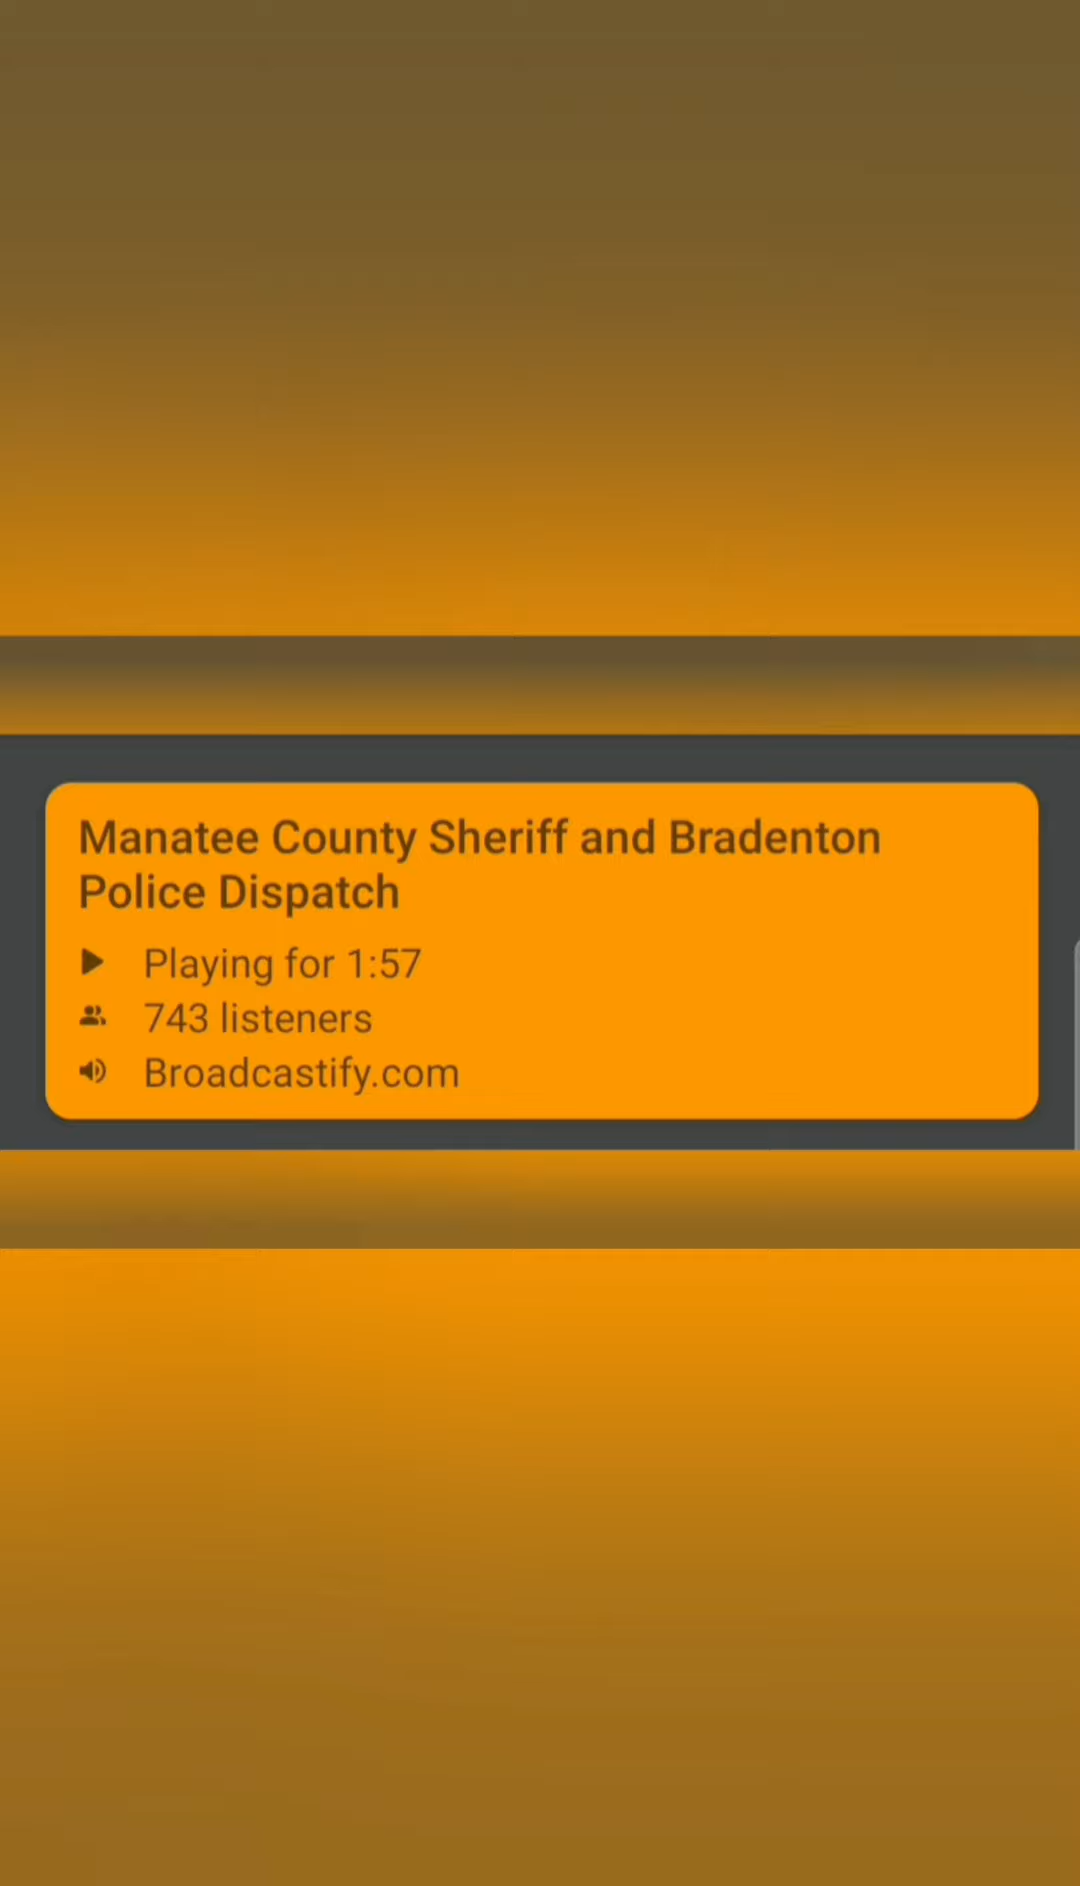 Manatee County Sheriff and Bradenton
Police Dispatch
Playing for 1:57
743 listeners
Broadcastify.com